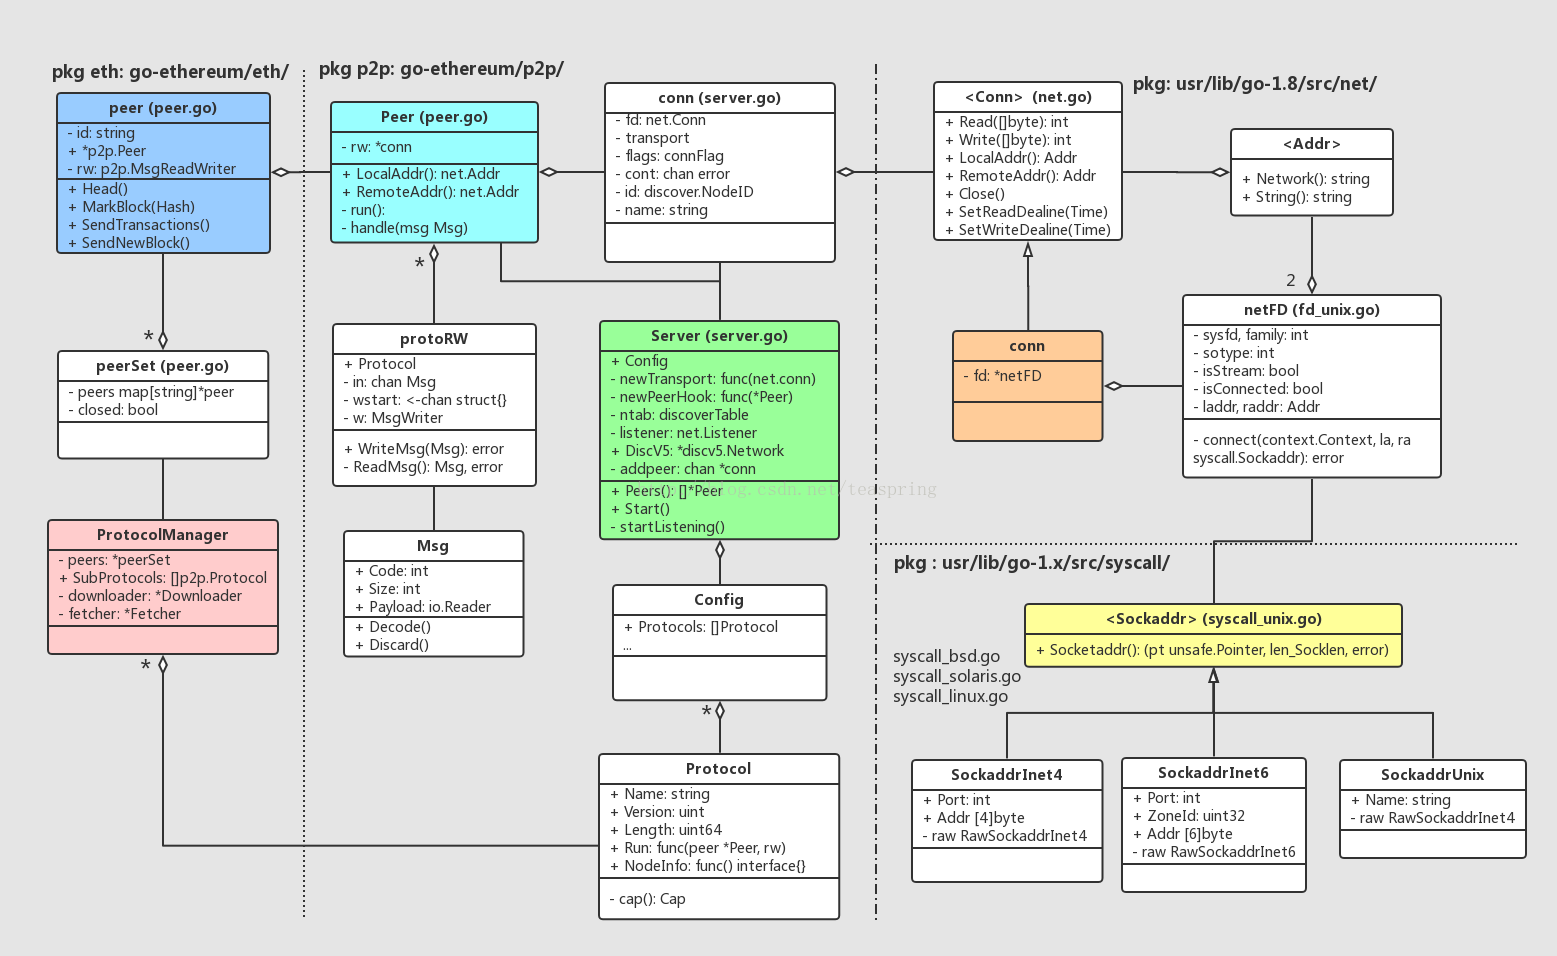 pkg eth: go-ethereum/eth/
peer (peer.go)
- id: string
+ *p2p.Peer
- rw: p2p.MsgReadWriter
+ Head()
+ MarkBlock(Hash)
+ SendTransactions()
+ SendNewBlock()
*
peerSet (peer.go)
- peers map[string]*peer
- closed: bool
ProtocolManager
- peers: *peerSet
+ SubProtocols: []p2p.Protocol
- downloader: *Downloader
- fetcher: *Fetcher
*
pkg p2p: go-ethereum/p2p/
Peer (peer.go)
- rw: *conn
+ LocalAddr(): net.Addr
+ RemoteAddr(): net.Addr
- run():
- handle(msg Msg)
*
protoRW
+ Protocol
- in: chan Msg
- wstart: <-chan struct{}
- w: MsgWriter
+ WriteMsg(Msg): error
- ReadMsg(): Msg, error
Msg
+ Code: int
+ Size: int
+ Payload: io.Reader
+ Decode()
+ Discard()
conn (server.go)
- fd: net.Conn
- transport
- flags: connFlag
- cont: chan error
- id: discover.NodeID
- name: string
Server (server.go)
+ Config
- newTransport: func(net.conn)
- newPeerHook: func(*Peer)
- ntab: discoverTable
- listener: net.Listener
+ DiscV5: *discv5.Network
- addpeer: chan *conn
+ Peers(): []*Peer
+ Start()
- startListening()
blog.csdn.net/teaspring
Config
+ Protocols: []Protocol
...
*
Protocol
+ Name: string
+ Version: uint
+ Length: uint64
+ Run: func(peer *Peer, rw)
+ NodeInfo: func() interface{}
- cap(): Cap
pkg: usr/lib/go-1.8/src/net/
<Conn> (net.go)
+ Read([]byte): int
+ Write([]byte): int
+ LocalAddr(): Addr
+ RemoteAddr(): Addr
+ Close()
+ SetReadDealine(Time)
+ SetWriteDealine(Time)
<Addr>
+ Network(): string
+ String(): string
2
conn
- fd: *netFD
netFD (fd_unix.go)
- sysfd, family: int
- sotype: int
- isStream: bool
- isConnected: bool
- laddr, raddr: Addr
- connect(context.Context, la, ra
syscall.Sockaddr): error
pkg : usr/lib/go-1.x/src/syscall/
<Sockaddr> (syscall_unix.go)
+ Socketaddr(): (pt unsafe.Pointer, len_Socklen, error)
syscall_bsd.go
syscall_solaris.go
syscall_linux.go
SockaddrInet4
+ Port: int
+ Addr [4]byte
- raw RawSockaddrInet4
SockaddrInet6
+ Port: int
+ ZoneId: uint32
+ Addr [6]byte
- raw RawSockaddrInet6
SockaddrUnix
+ Name: string
- raw RawSockaddrInet4